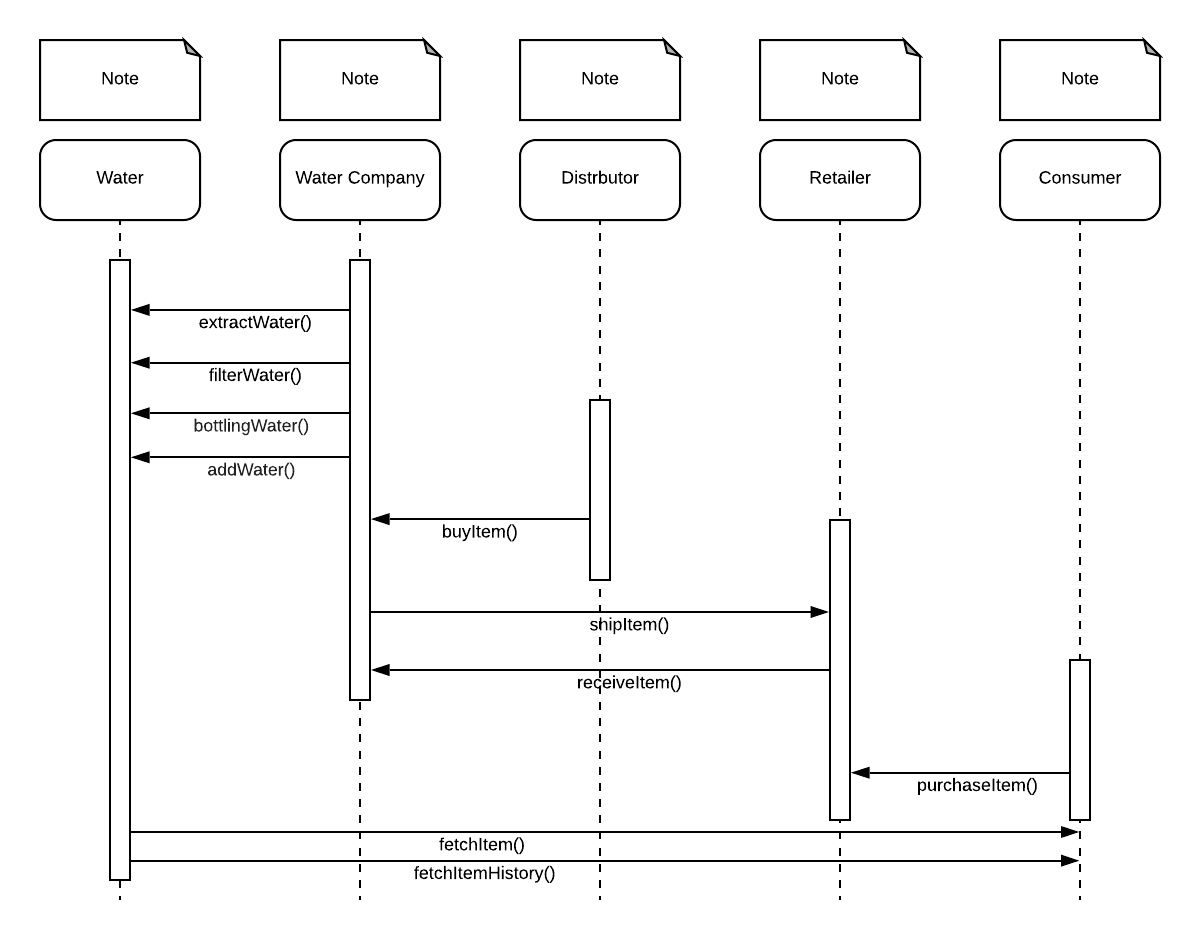 Note
Note
Note
Note
Note
Water
Water Company
Distrbutor
Retailer
Consumer
extractWater()
filterWater()
bottlingWater()
addWater()
buyItem()
shipItem()
receiveItem()
purchaseItem()
fetchItem()
fetchItemHistory()